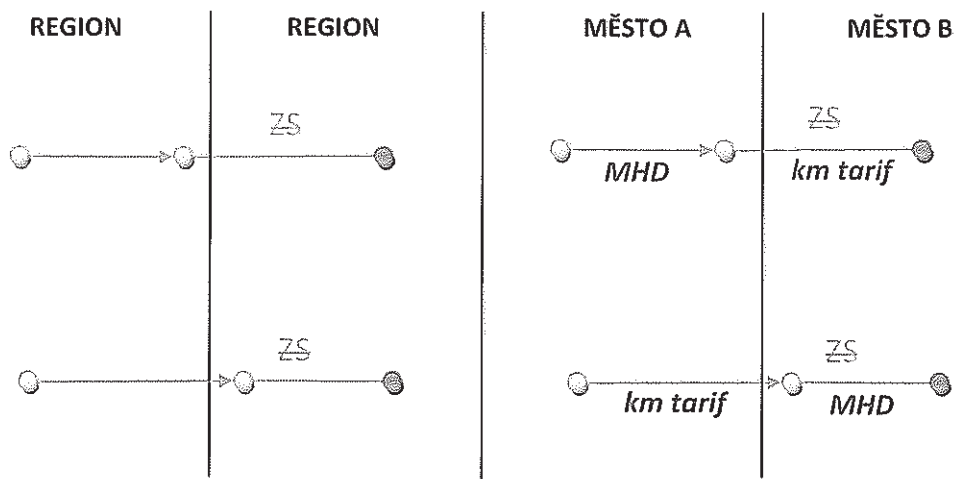 REGION REGION MĚSTO A MĚSTO B
ZS ZS
MHD km tarif
ZS ZS
km tarif MHD